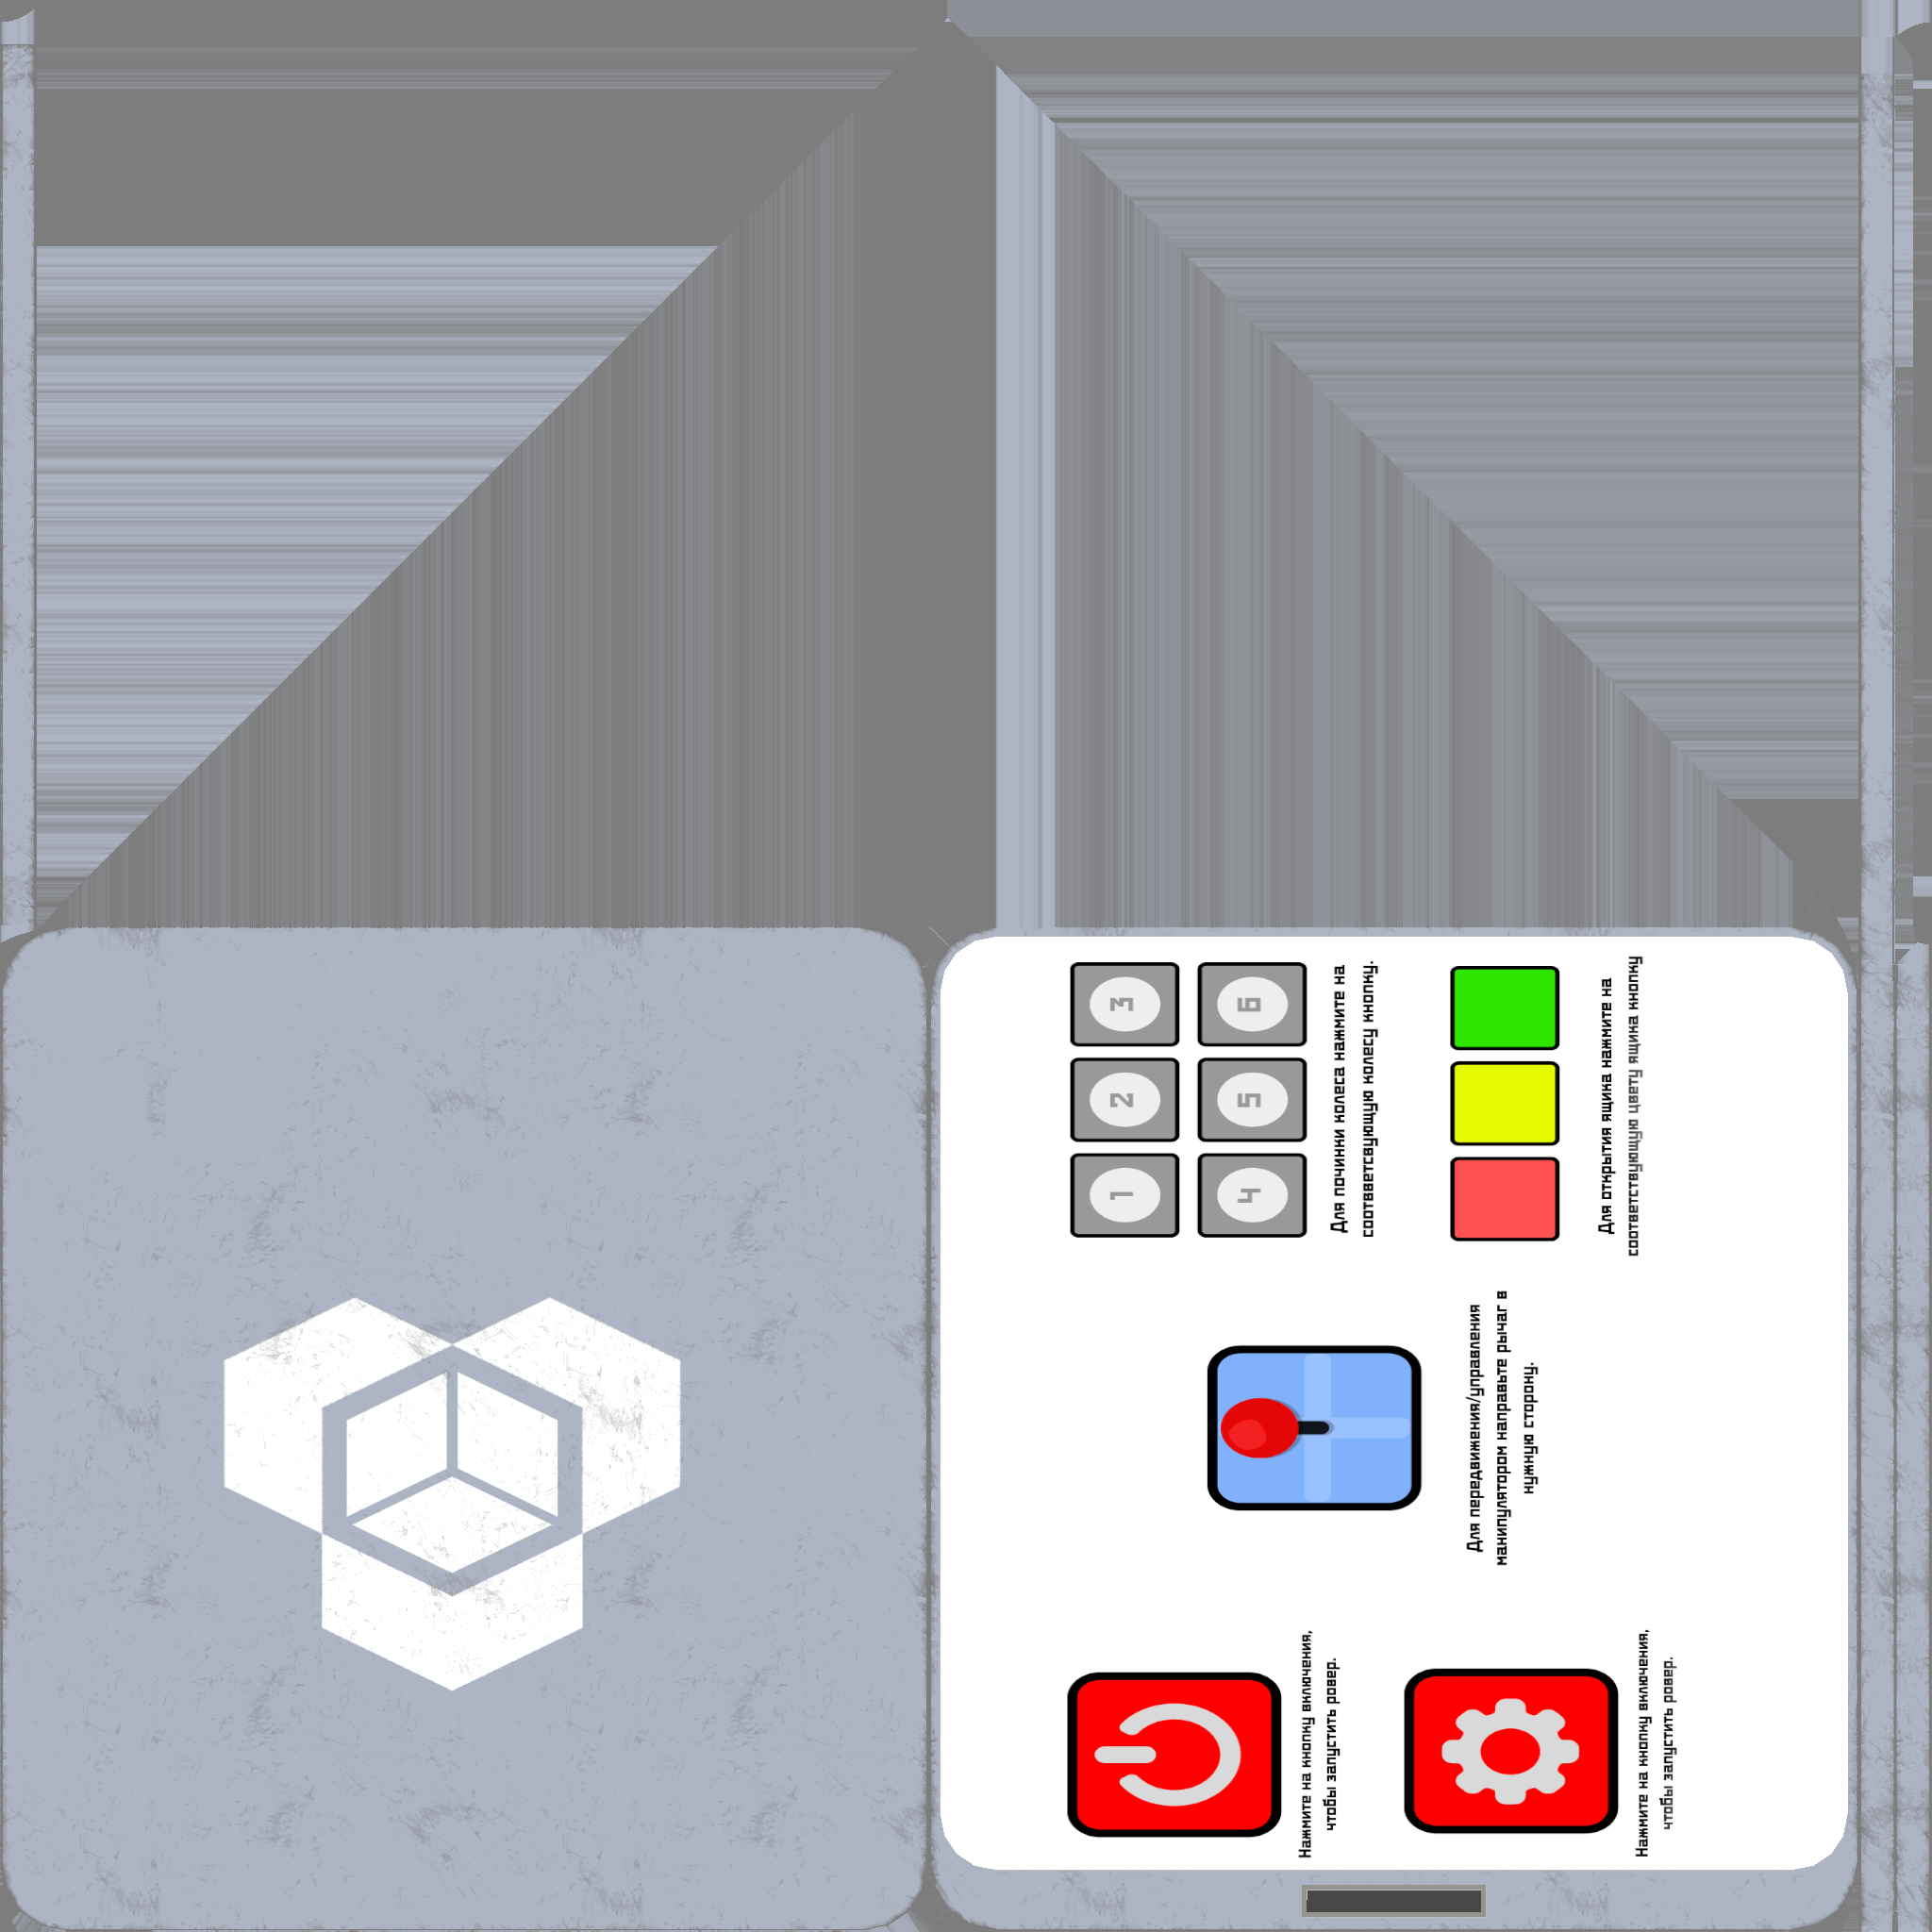 Нажмите на кнопку включения,
чтобы запустить ровер.
Нажмите на кнопку включения,
чтобы запустить ровер.
Для передвижения/управления
манипулятором направьте рычаг в
нужную сторону.
1 2 3
4 5 6
Для починки колеса нажмите на
соотвветсвующую колесу кнопку.
Для открытия ящика нажмите на
соответствующую цвету ящика кнопку